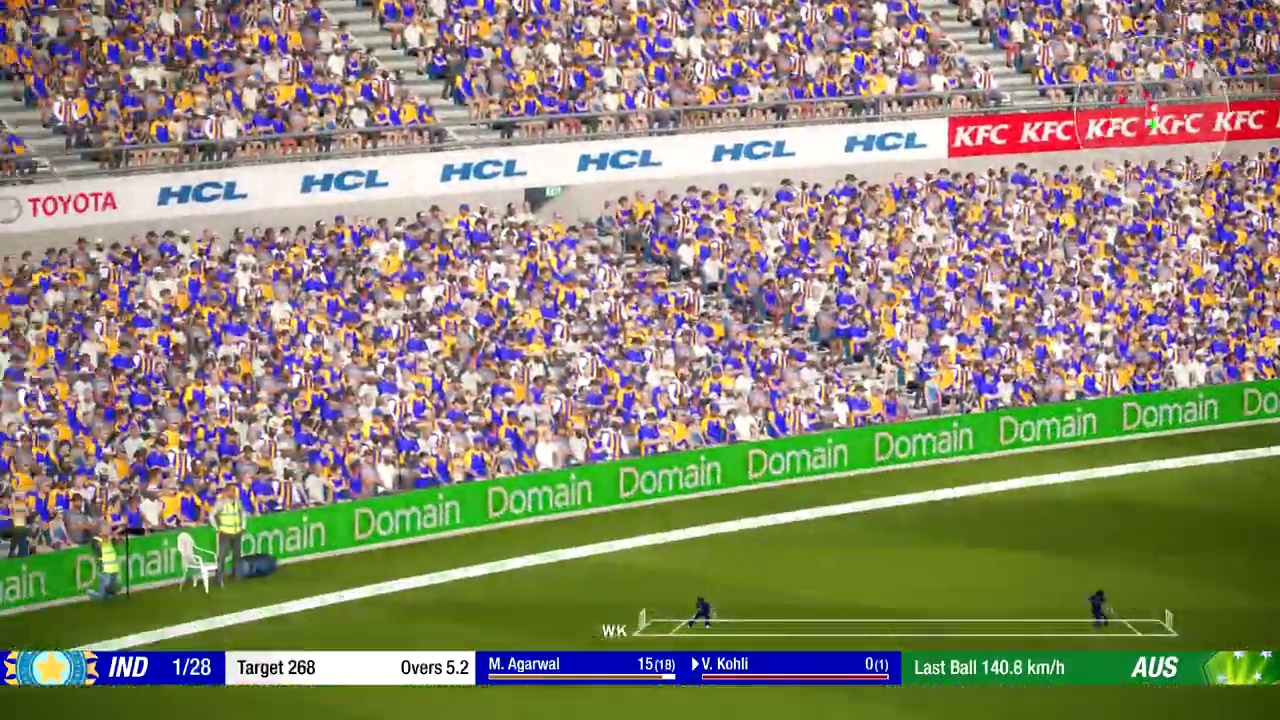 TOYOTA HCL HCL HCL HCL HCL HCL KFC KFC KFC KFC KFC
ain Domain Domain Domain Domain Domain Domain Domain Domain Domain Do
WK
IND 1/28 Target 268 Overs 5.2 M. Agarwal 15(18) V. Kohli 0(1) Last Ball 140.8 km/h AUS